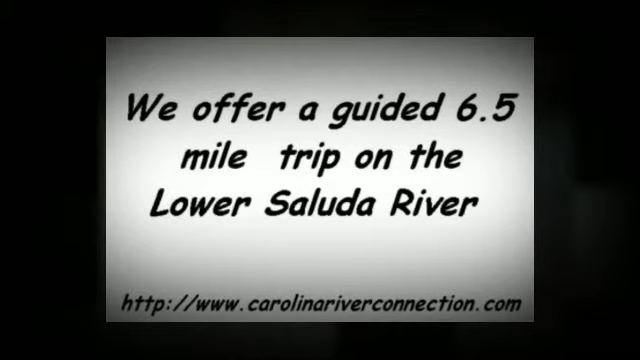 We offer a guided 6.5
mile trip on the
Lower Saluda River
http://www.carolinariverconnection.com